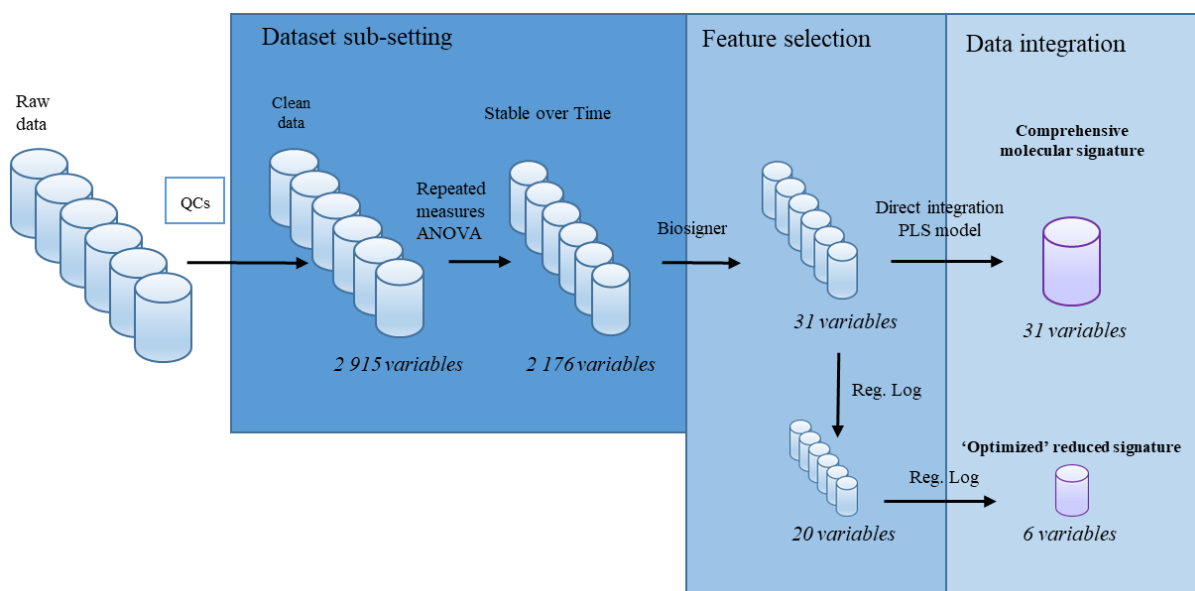 Dataset sub-setting
Feature selection
Data integration
Raw
data
QCs
Clean
data
Repeated
measures
ANOVA
Stable over Time
Biosigner
Direct integration
PLS model
Comprehensive
molecular signature
2 915 variables
2 176 variables
31 variables
31 variables
Reg. Log
20 variables
Reg. Log
‘Optimized’ reduced signature
6 variables